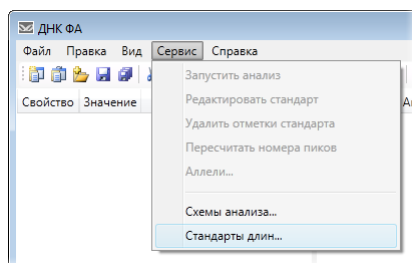 ДНК ФА
Файл Правка Вид Сервис Справка
Свойство Значение
Запустить анализ
Редактировать стандарт
Удалить отметки стандарта
Пересчитать номера пиков
Аллели...
Схемы анализа...
Стандарты длин...